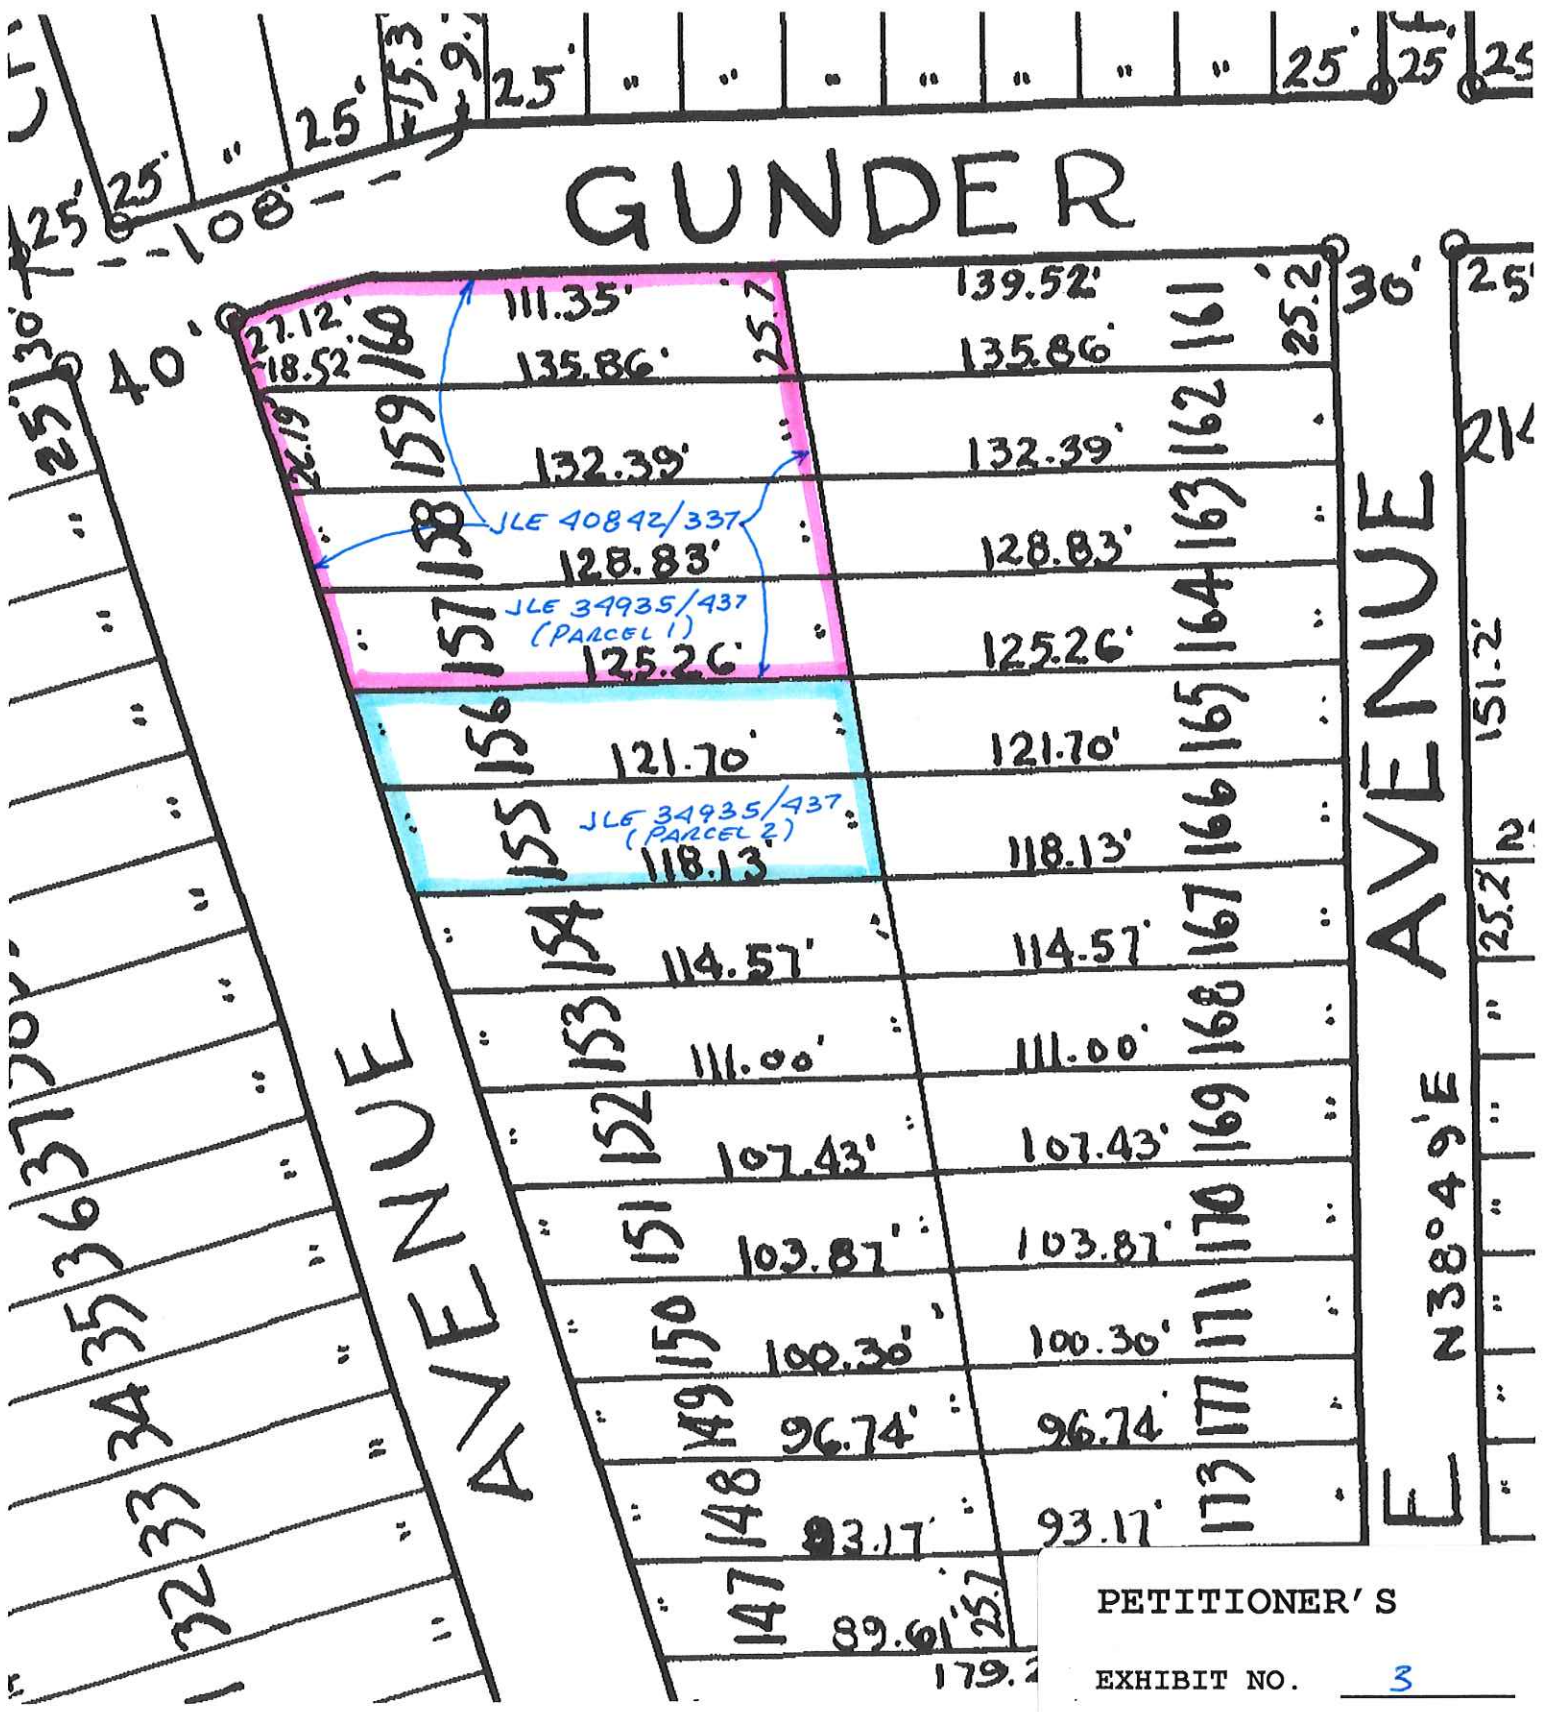 15.3
9.
25' 25' " 25' 25' " " " " " " " 25' 25' 25
108'
GUNDER
30' 40' 27.12' 111.35' 139.52' 25.2' 30' 25'
18.52' 160 135.86' 25.7' 135.86' 161
25' 26.19' 159 132.39' " 132.39' 162 "
" " 158 JLE 40842/337 " 163 "
128.83' 128.83'
" " 157 JLE 34935/437 " 164 "
(PARCEL 1)
125.26' 125.26'
" " 156 121.70' " 121.70' 165 " 151.2'
" " 155 JLE 34935/437 " 166 "
(PARCEL 2)
118.13' 118.13'
" " 154 114.57' " 114.57' 167 " 25.2'
" " 153 111.00' " 111.00' 168 " "
" " 152 107.43' " 107.43' 169 " "
37 " " 151 103.87' " 103.87' 170 " "
36 " " 150 100.30' " 100.30' 171 " "
35 " " 149 96.74' " 96.74' 177 " "
34 " " 148 93.17' " 93.17' 173 " "
33 " " 147 89.61' 25.7'
32 " 179.2
AVENUE
AVENUE
N38°49'E
E
PETITIONER'S
EXHIBIT NO. 3